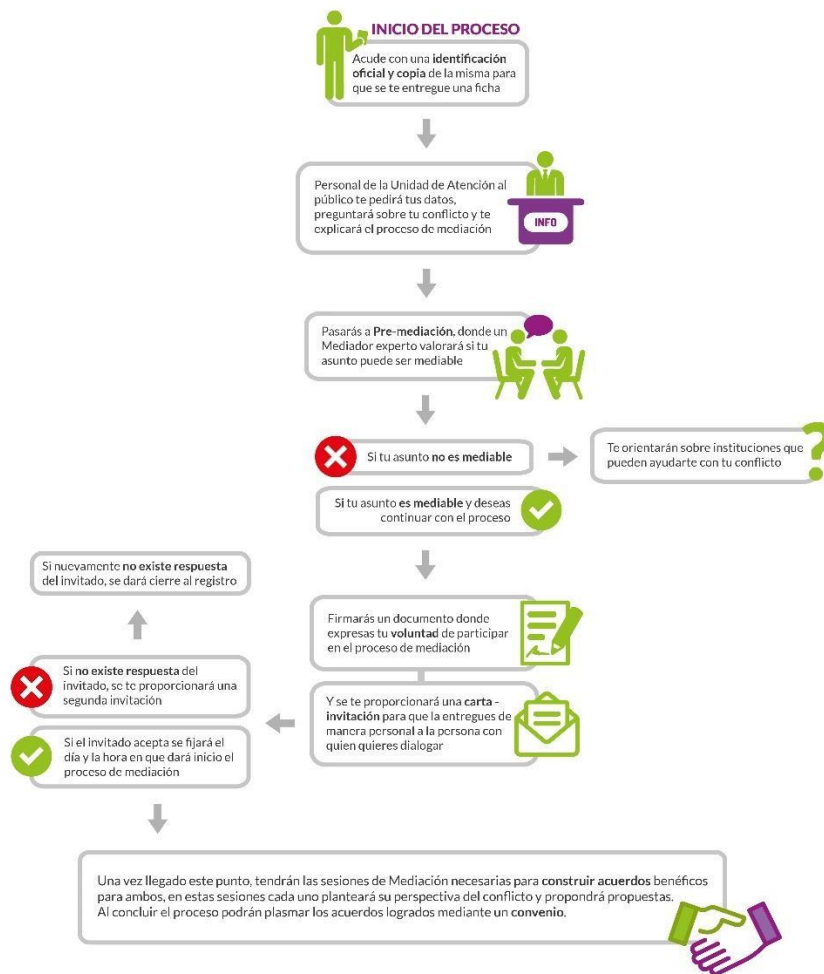 INICIO DEL PROCESO
Acude con una identificación
oficial y copia de la misma para
que se te entregue una ficha
Personal de la Unidad de Atención al
público te pedirá tus datos,
preguntará sobre tu conflicto y te
explicará el proceso de mediación
INFO
Pasarás a Pre-mediación, donde un
Mediador experto valorará si tu
asunto puede ser mediable
Si tu asunto no es mediable
Te orientarán sobre instituciones que
pueden ayudarte con tu conflicto
?
Si tu asunto es mediable y deseas
continuar con el proceso
Firmarás un documento donde
expresas tu voluntad de participar
en el proceso de mediación
Y se te proporcionará una carta -
invitación para que la entregues de
manera personal a la persona con
quien quieres dialogar
Si nuevamente no existe respuesta
del invitado, se dará cierre al registro
Si no existe respuesta del
invitado, se te proporcionará una
segunda invitación
Si el invitado acepta se fijará el
día y la hora en que dará inicio el
proceso de mediación
Una vez llegado este punto, tendrán las sesiones de Mediación necesarias para construir acuerdos benéficos
para ambos, en estas sesiones cada uno planteará su perspectiva del conflicto y propondrá propuestas.
Al concluir el proceso podrán plasmar los acuerdos logrados mediante un convenio.